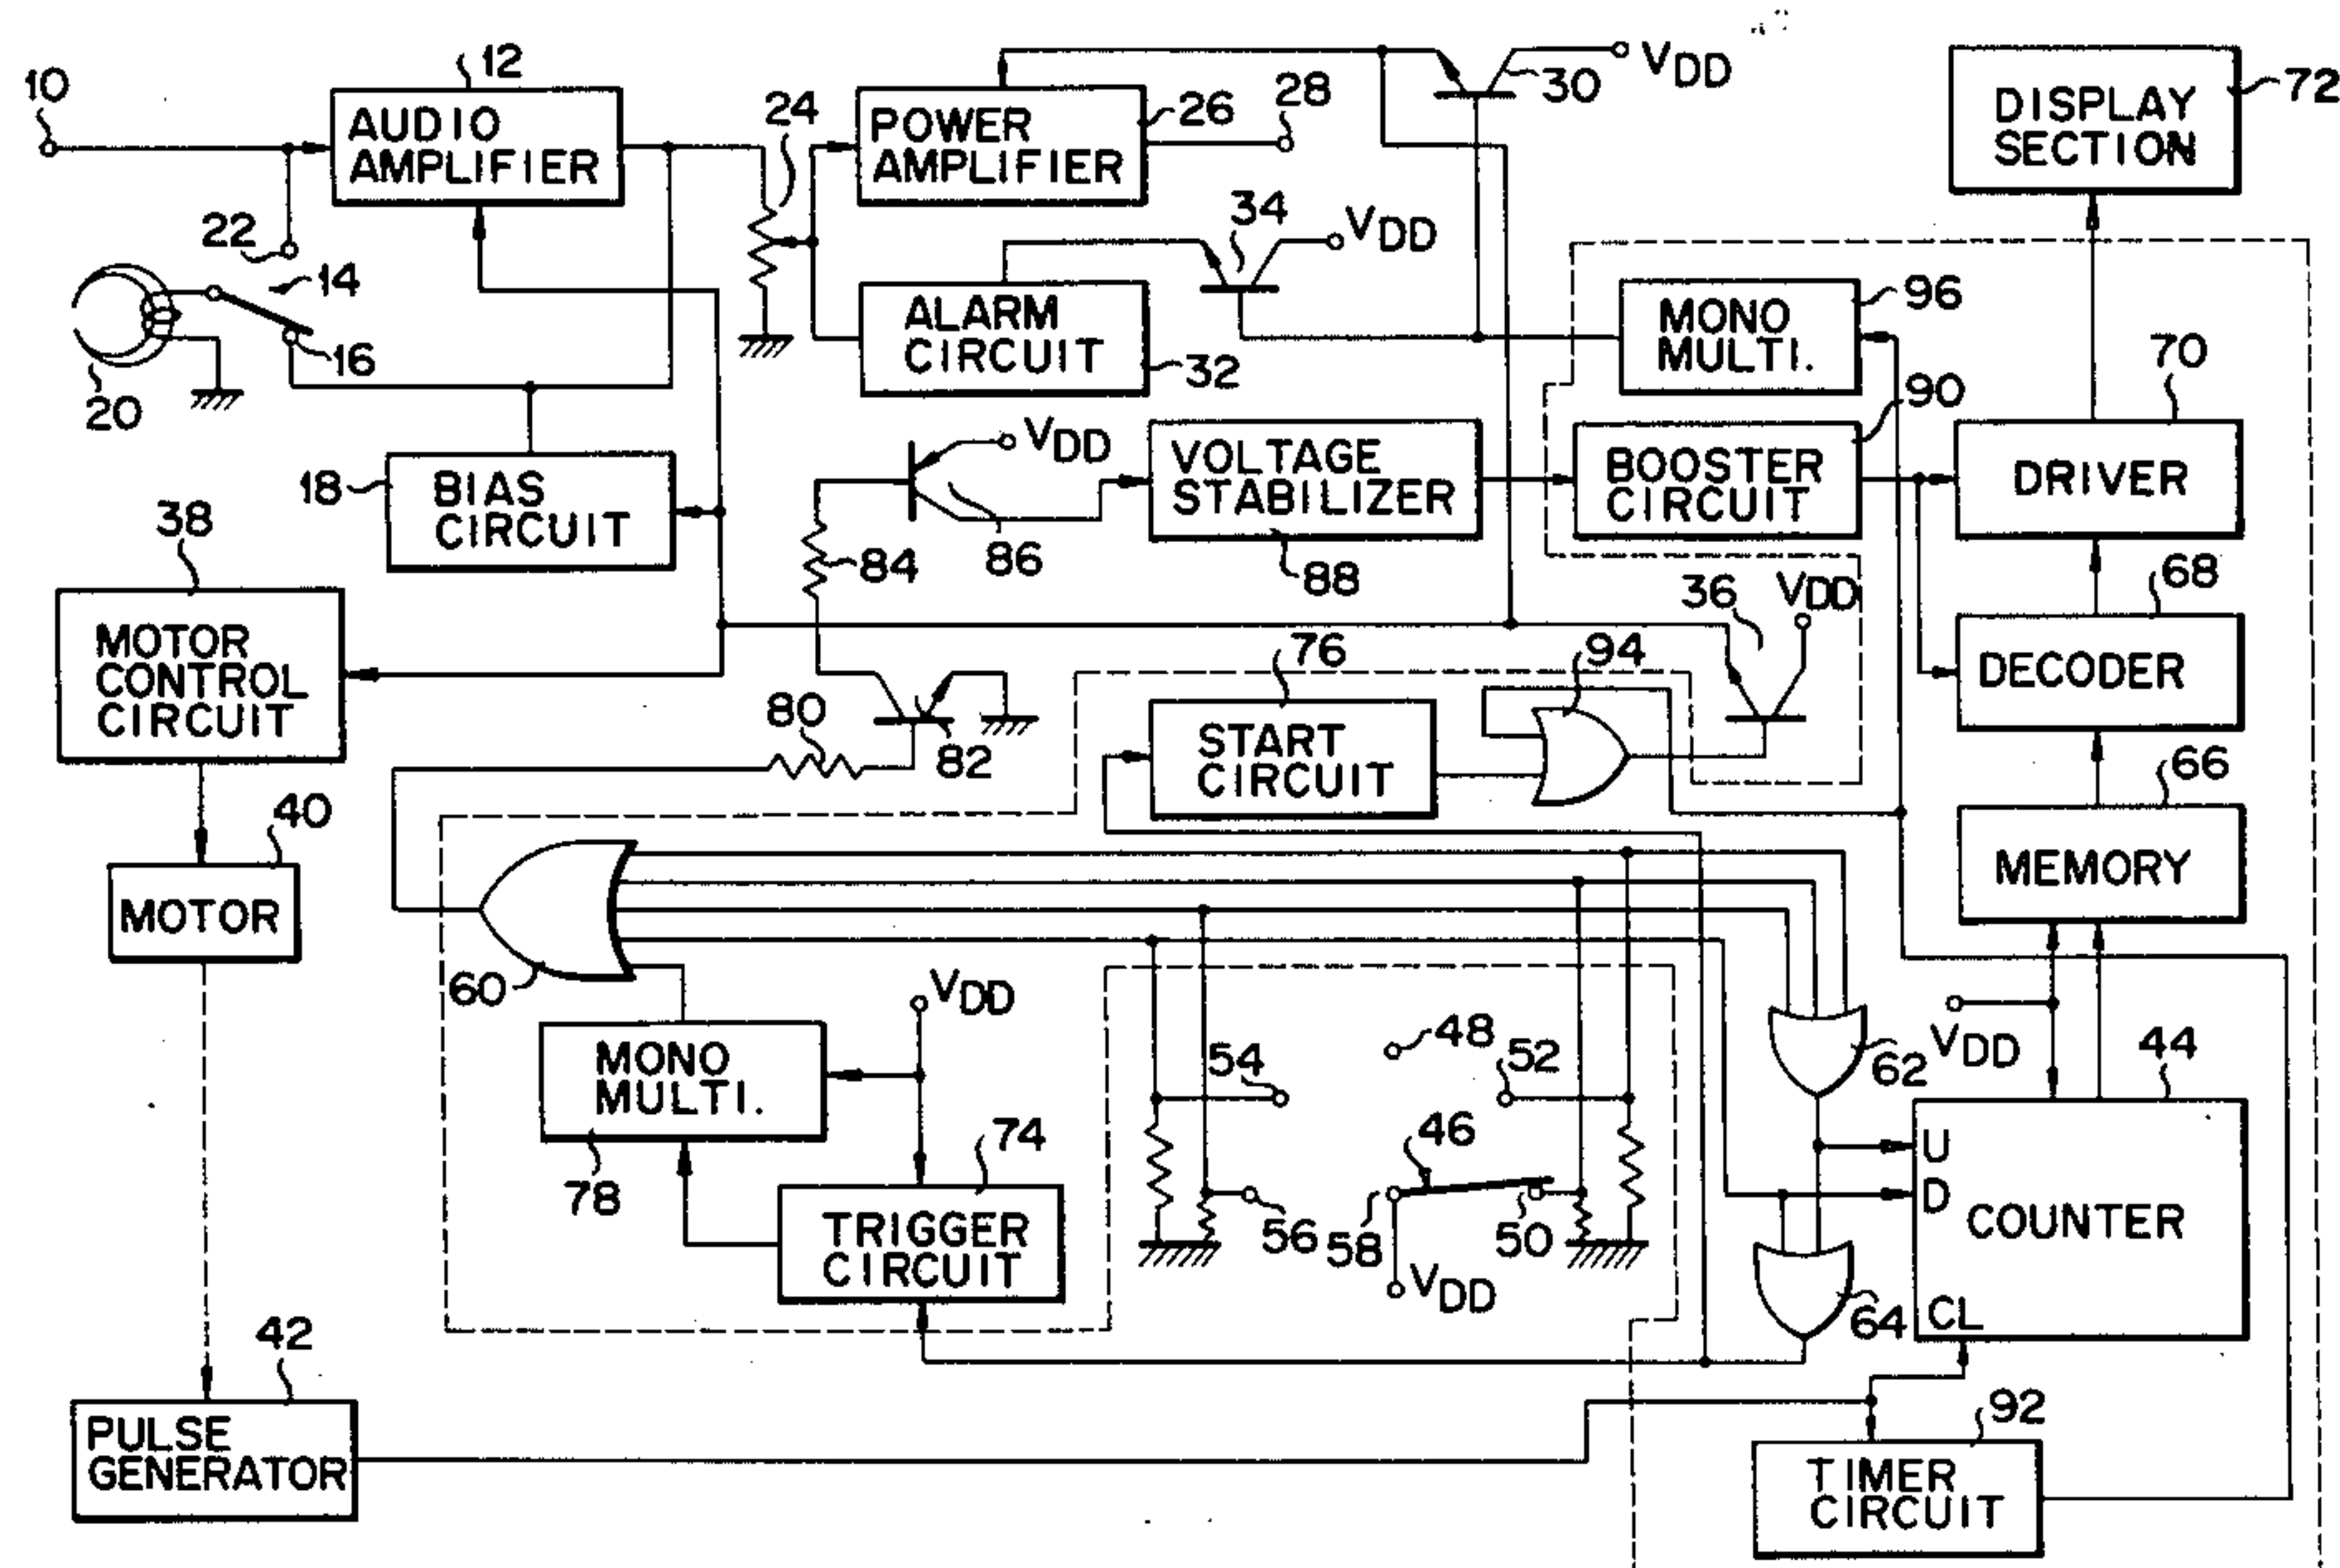 10
12
AUDIO
AMPLIFIER
24
POWER
AMPLIFIER
26
28
30
VDD
DISPLAY
SECTION
72
22
14
16
20
34
VDD
ALARM
CIRCUIT
32
MONO
MULTI.
96
90
70
18
BIAS
CIRCUIT
VDD
86
84
VOLTAGE
STABILIZER
88
BOOSTER
CIRCUIT
DRIVER
38
MOTOR
CONTROL
CIRCUIT
36
VDD
68
DECODER
76
START
CIRCUIT
94
80
82
66
MEMORY
40
MOTOR
60
VDD
MONO
MULTI.
78
74
TRIGGER
CIRCUIT
48
54
52
46
56
58
50
VDD
62
VDD
44
U
D
COUNTER
CL
64
42
PULSE
GENERATOR
92
TIMER
CIRCUIT